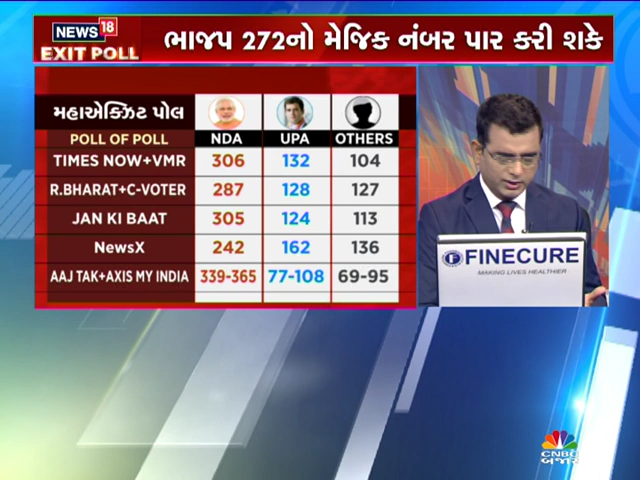 NEWS 18
EXIT POLL
ભાજપ 272નો મેજિક નંબર પાર કરી શકે
મહાએક્ઝિટ પોલ
POLL OF POLL NDA UPA OTHERS
TIMES NOW+VMR 306 132 104
R.BHARAT+C-VOTER 287 128 127
JAN KI BAAT 305 124 113
NewsX 242 162 136
AAJ TAK+AXIS MY INDIA 339-365 77-108 69-95
FINECURE
MAKING LIVES HEALTHIER
CNBC
બજાર